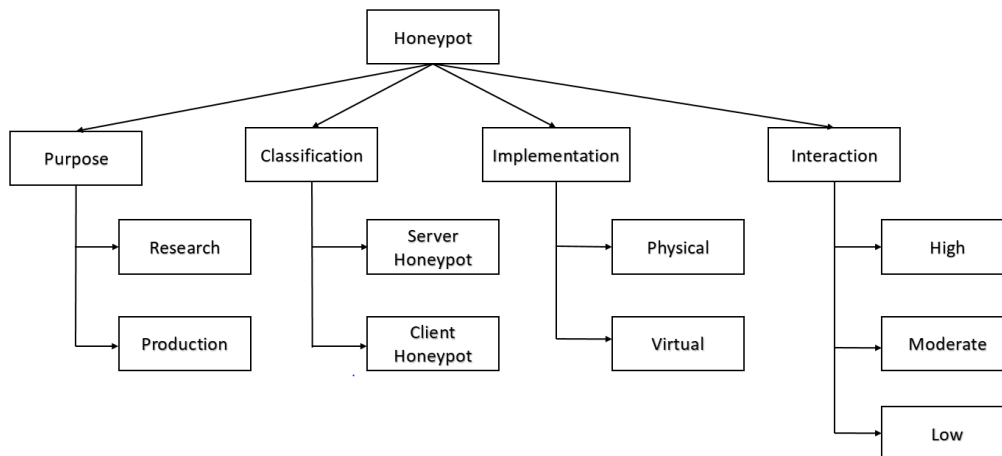 Honeypot
Purpose
Classification
Implementation
Interaction
Research
Server
Honeypot
Physical
High
Production
Client
Honeypot
Virtual
Moderate
Low